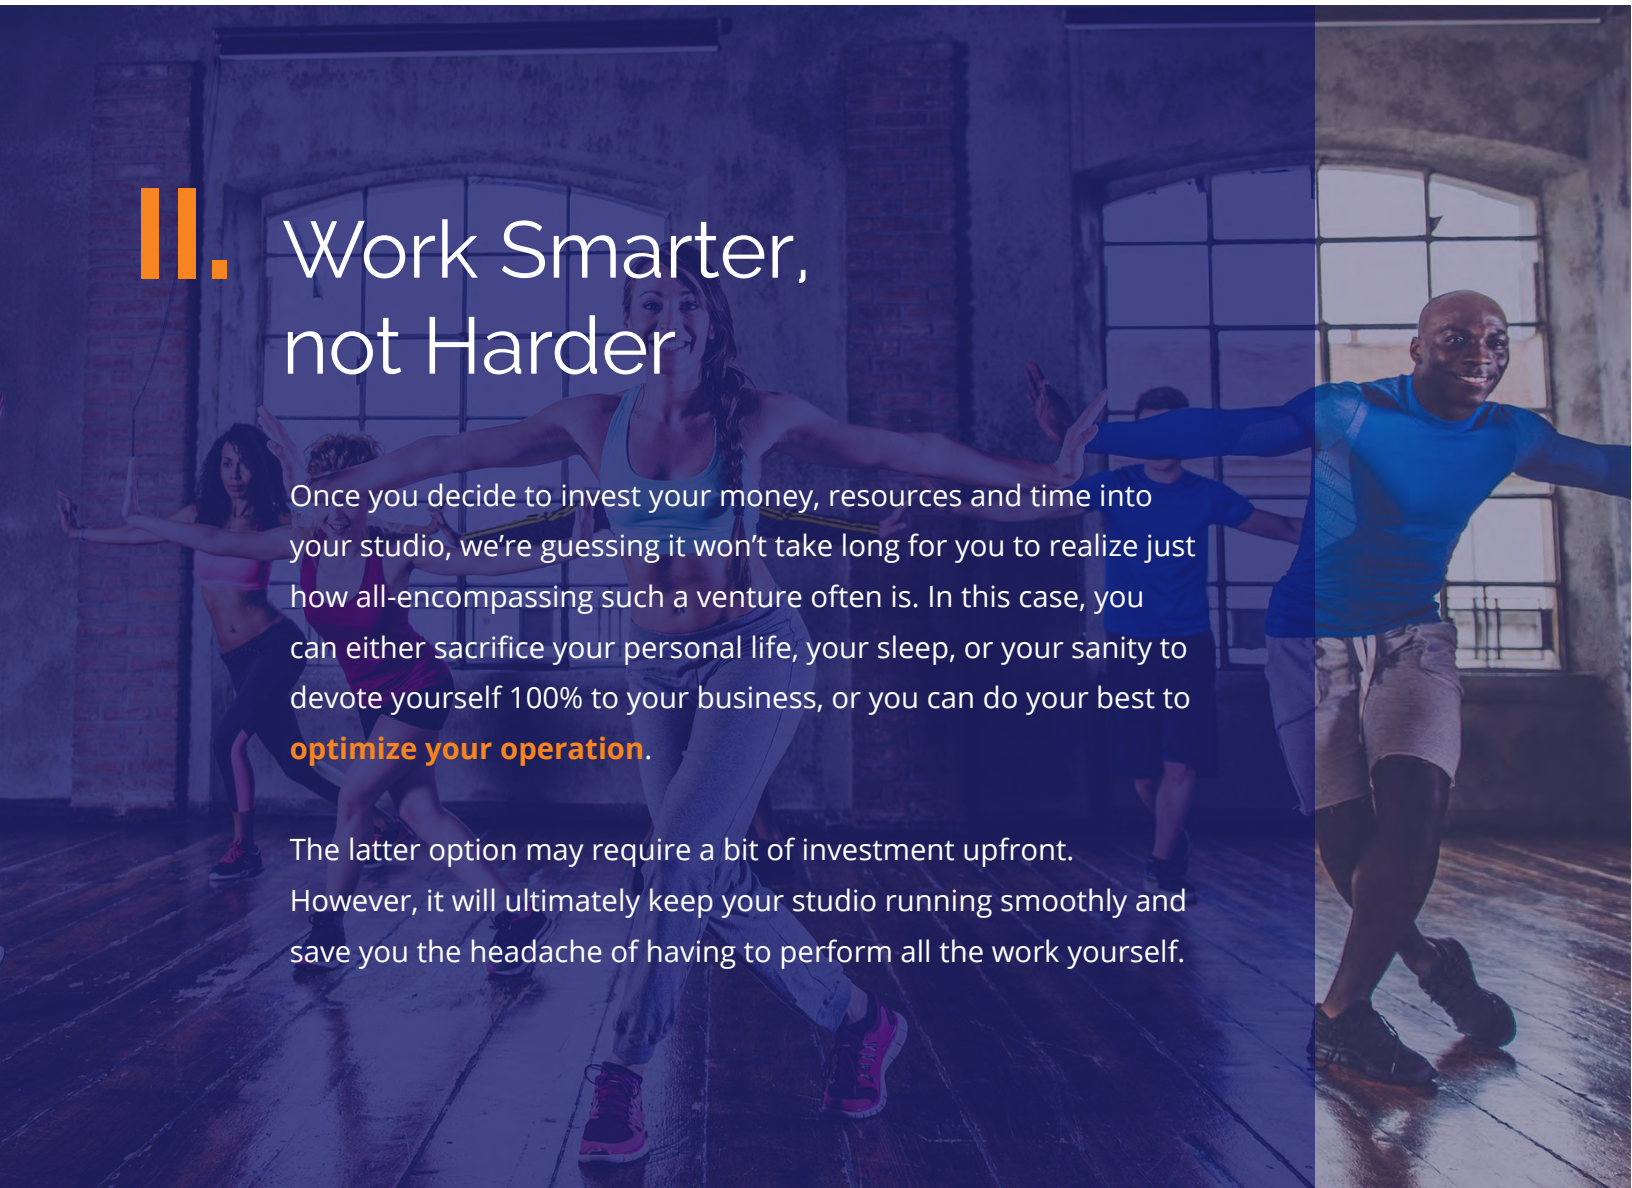 II. Work Smarter,
not Harder
Once you decide to invest your money, resources and time into
your studio, we’re guessing it won’t take long for you to realize just
how all-encompassing such a venture often is. In this case, you
can either sacrifice your personal life, your sleep, or your sanity to
devote yourself 100% to your business, or you can do your best to
optimize your operation.
The latter option may require a bit of investment upfront.
However, it will ultimately keep your studio running smoothly and
save you the headache of having to perform all the work yourself.